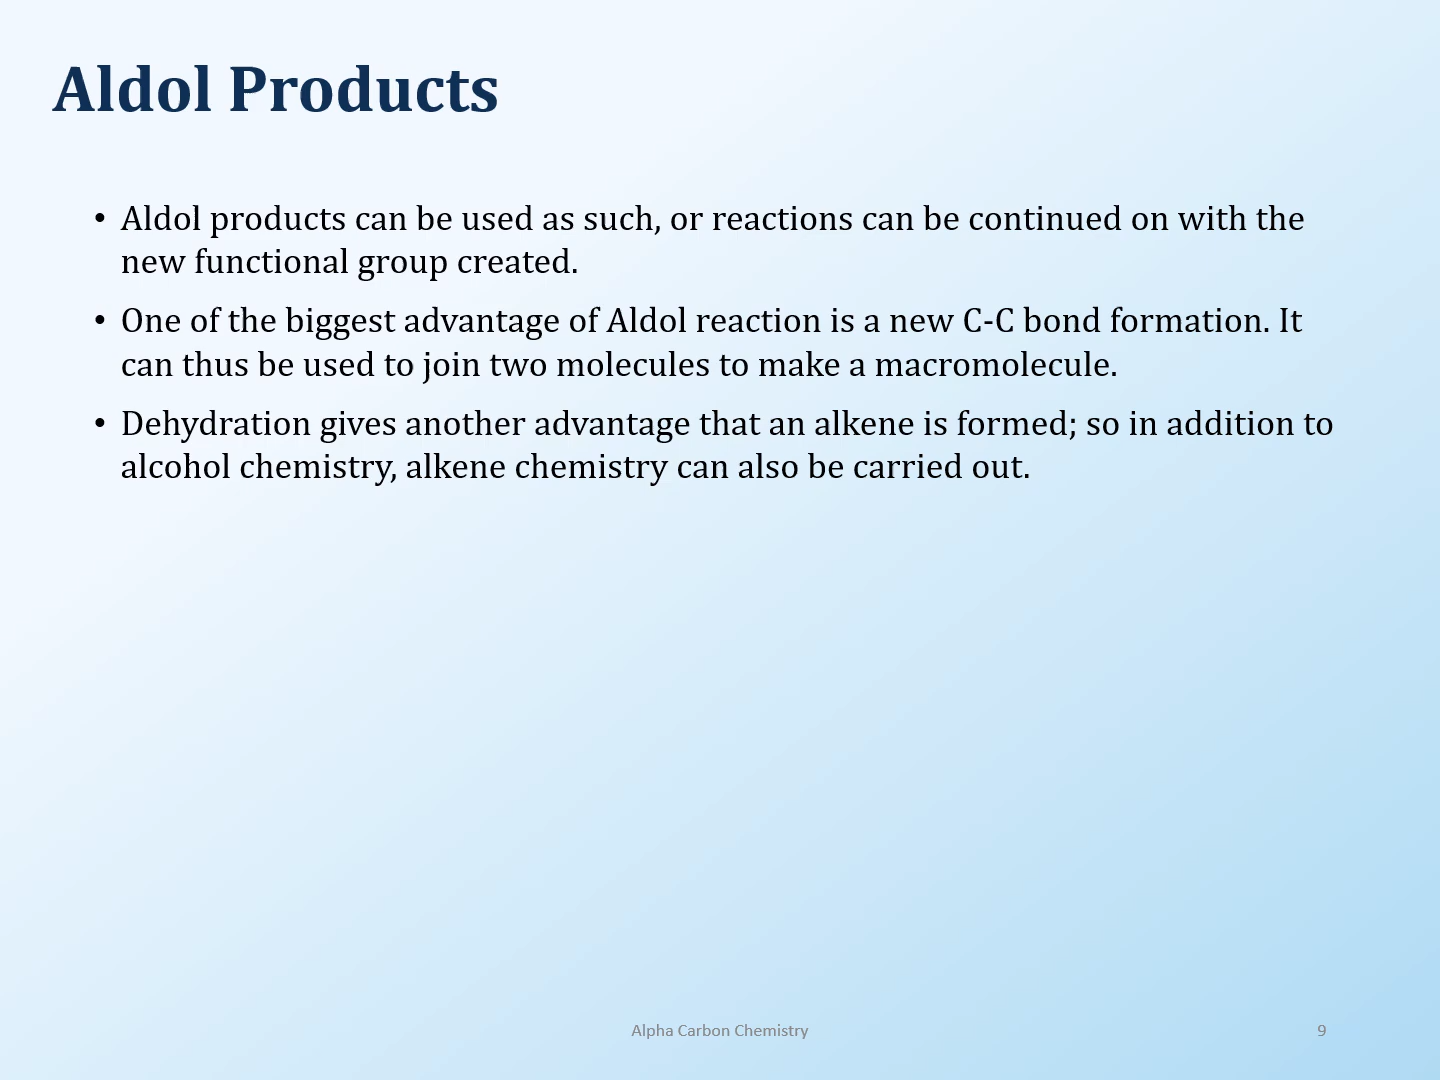 Aldol Products
• Aldol products can be used as such, or reactions can be continued on with the
new functional group created.
• One of the biggest advantage of Aldol reaction is a new C-C bond formation. It
can thus be used to join two molecules to make a macromolecule.
• Dehydration gives another advantage that an alkene is formed; so in addition to
alcohol chemistry, alkene chemistry can also be carried out.
Alpha Carbon Chemistry
9